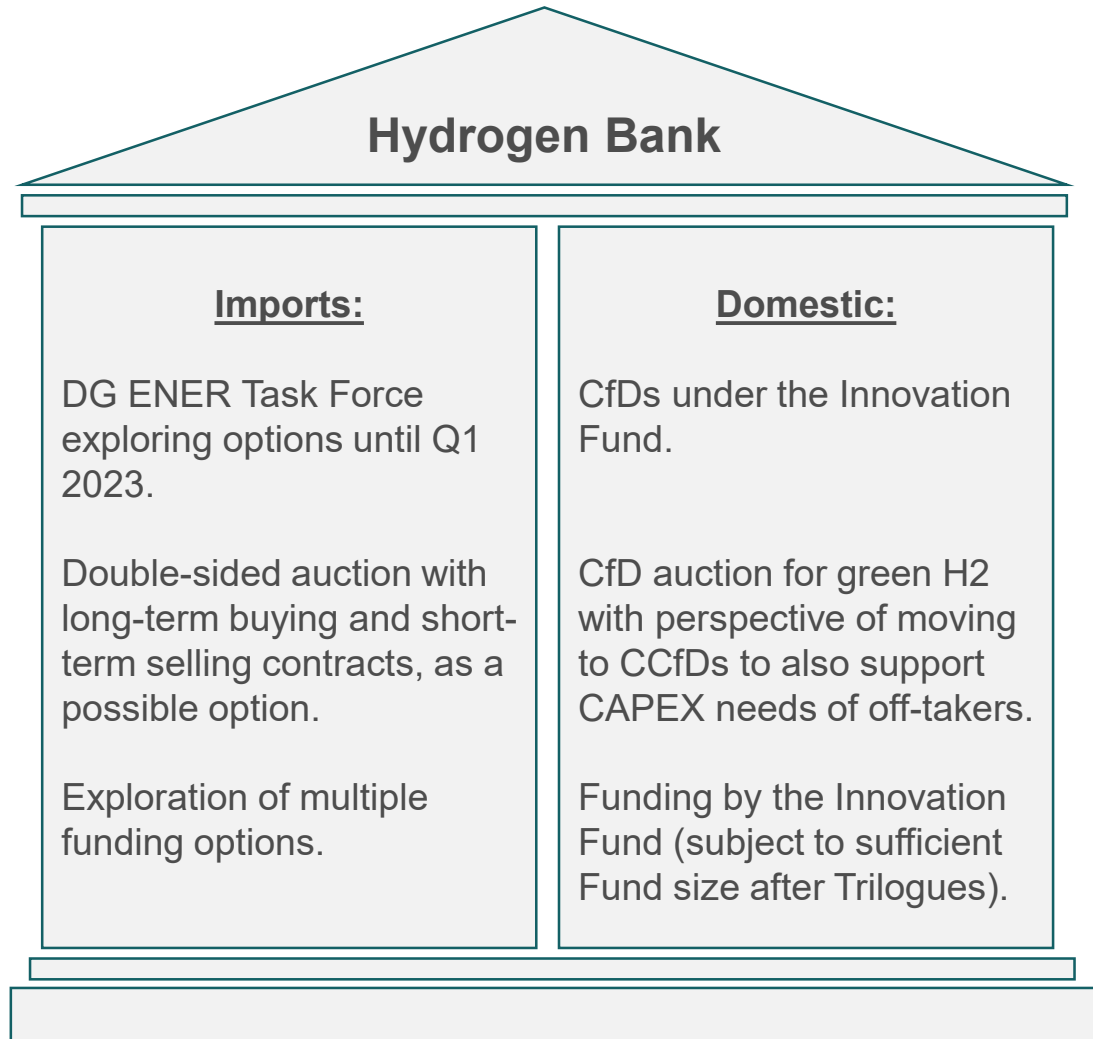 Hydrogen Bank
Imports:
DG ENER Task Force
exploring options until Q1
2023.
Double-sided auction with
long-term buying and short-
term selling contracts, as a
possible option.
Exploration of multiple
funding options.
Domestic:
CfDs under the Innovation
Fund.
CfD auction for green H2
with perspective of moving
to CCfDs to also support
CAPEX needs of off-takers.
Funding by the Innovation
Fund (subject to sufficient
Fund size after Trilogues).